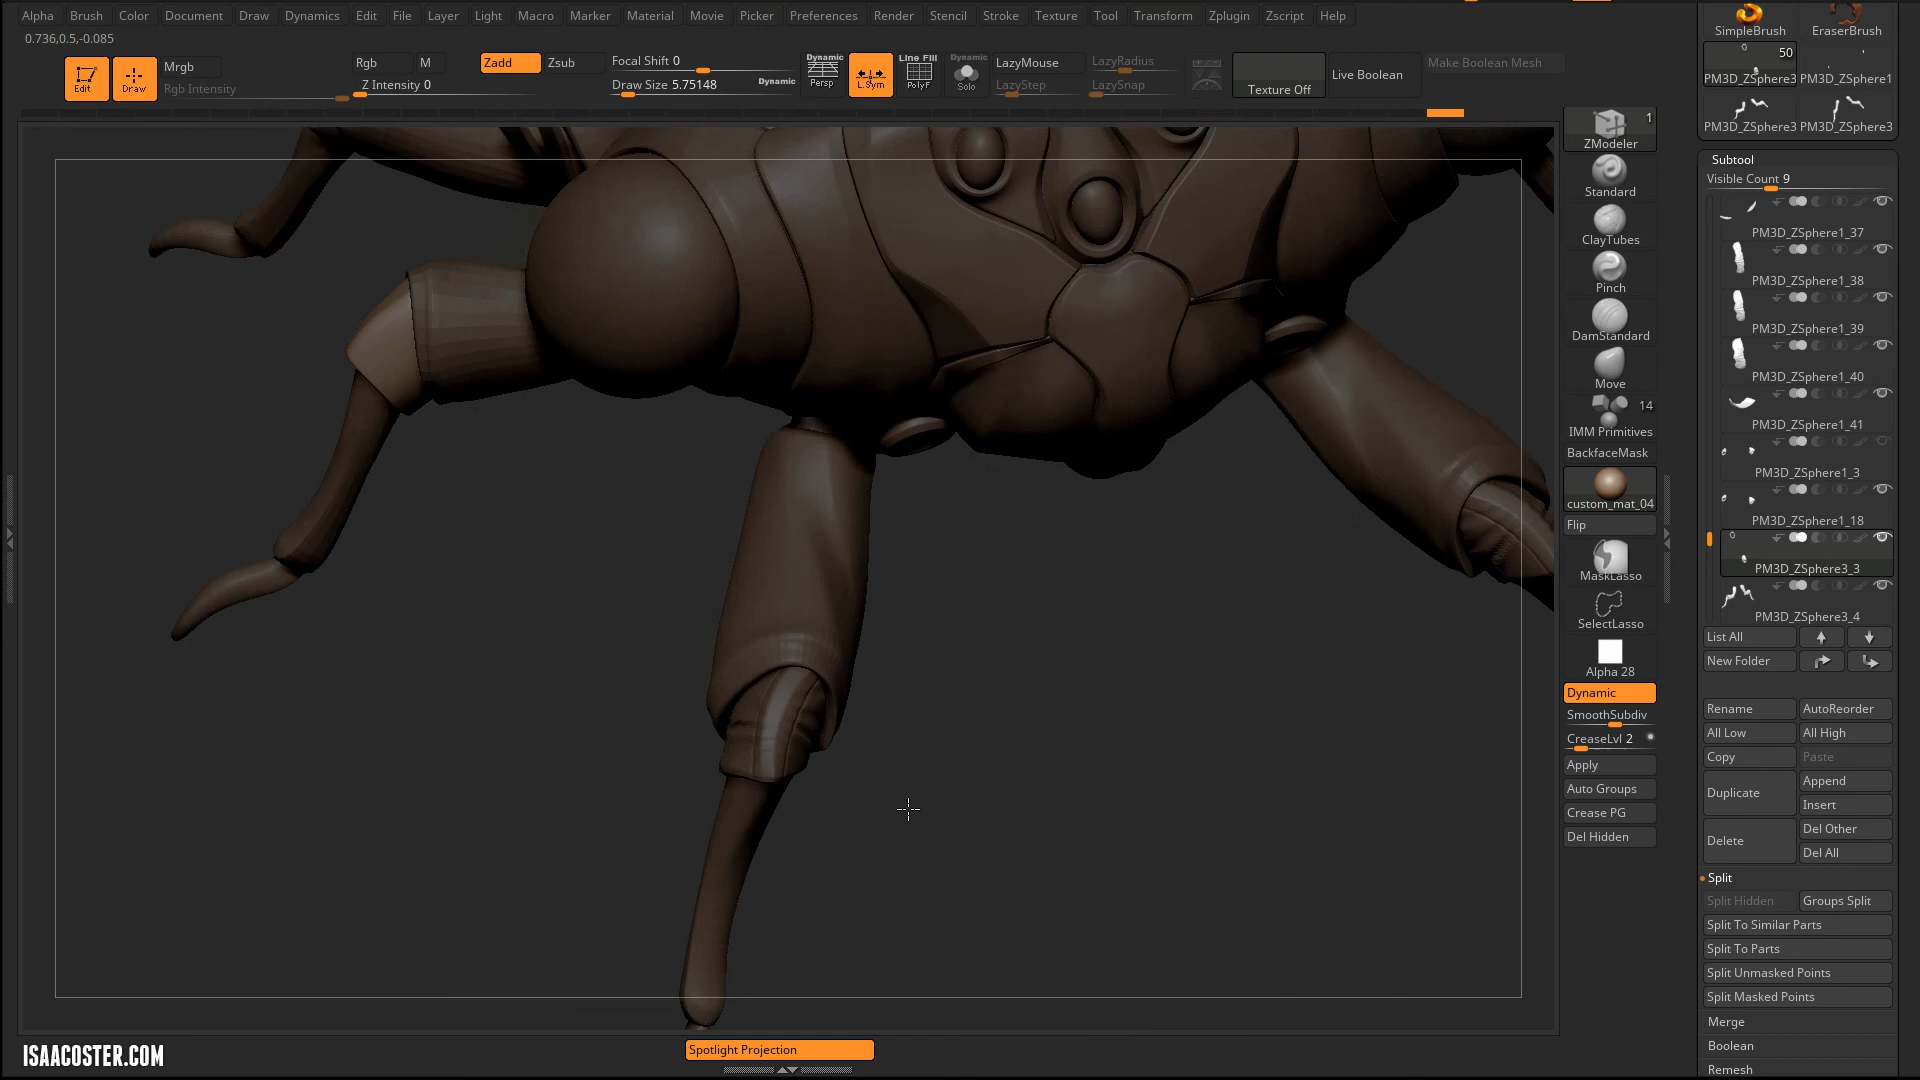 Alpha Brush Color Document Draw Dynamics Edit File Layer Light Macro Marker Material Movie Picker Preferences Render Stencil Stroke Texture Tool Transform Zplugin Zscript Help
0.736,0.5,-0.085
Edit Draw
Mrgb
Rgb Intensity
Rgb M
Z Intensity 0
Zadd Zsub
Focal Shift 0
Draw Size 5.75148 Dynamic
Dynamic
Persp
L.Sym
Line Fill
PolyF
Dynamic
Solo
LazyMouse LazyRadius
LazyStep LazySnap
Texture Off
Live Boolean
Make Boolean Mesh
1
ZModeler
Standard
ClayTubes
Pinch
DamStandard
Move
14
IMM Primitives
BackfaceMask
custom_mat_04
Flip
MaskLasso
SelectLasso
Alpha 28
Dynamic
SmoothSubdiv
CreaseLvl 2
Apply
Auto Groups
Crease PG
Del Hidden
SimpleBrush EraserBrush
50
PM3D_ZSphere3 PM3D_ZSphere1
PM3D_ZSphere3 PM3D_ZSphere3
Subtool
Visible Count 9
PM3D_ZSphere1_37
PM3D_ZSphere1_38
PM3D_ZSphere1_39
PM3D_ZSphere1_40
PM3D_ZSphere1_41
PM3D_ZSphere1_3
PM3D_ZSphere1_18
PM3D_ZSphere3_3
PM3D_ZSphere3_4
List All
New Folder
Rename AutoReorder
All Low All High
Copy Paste
Duplicate Append
Insert
Delete Del Other
Del All
Split
Split Hidden Groups Split
Split To Similar Parts
Split To Parts
Split Unmasked Points
Split Masked Points
Merge
Boolean
Remesh
Spotlight Projection
ISAACOSTER.COM